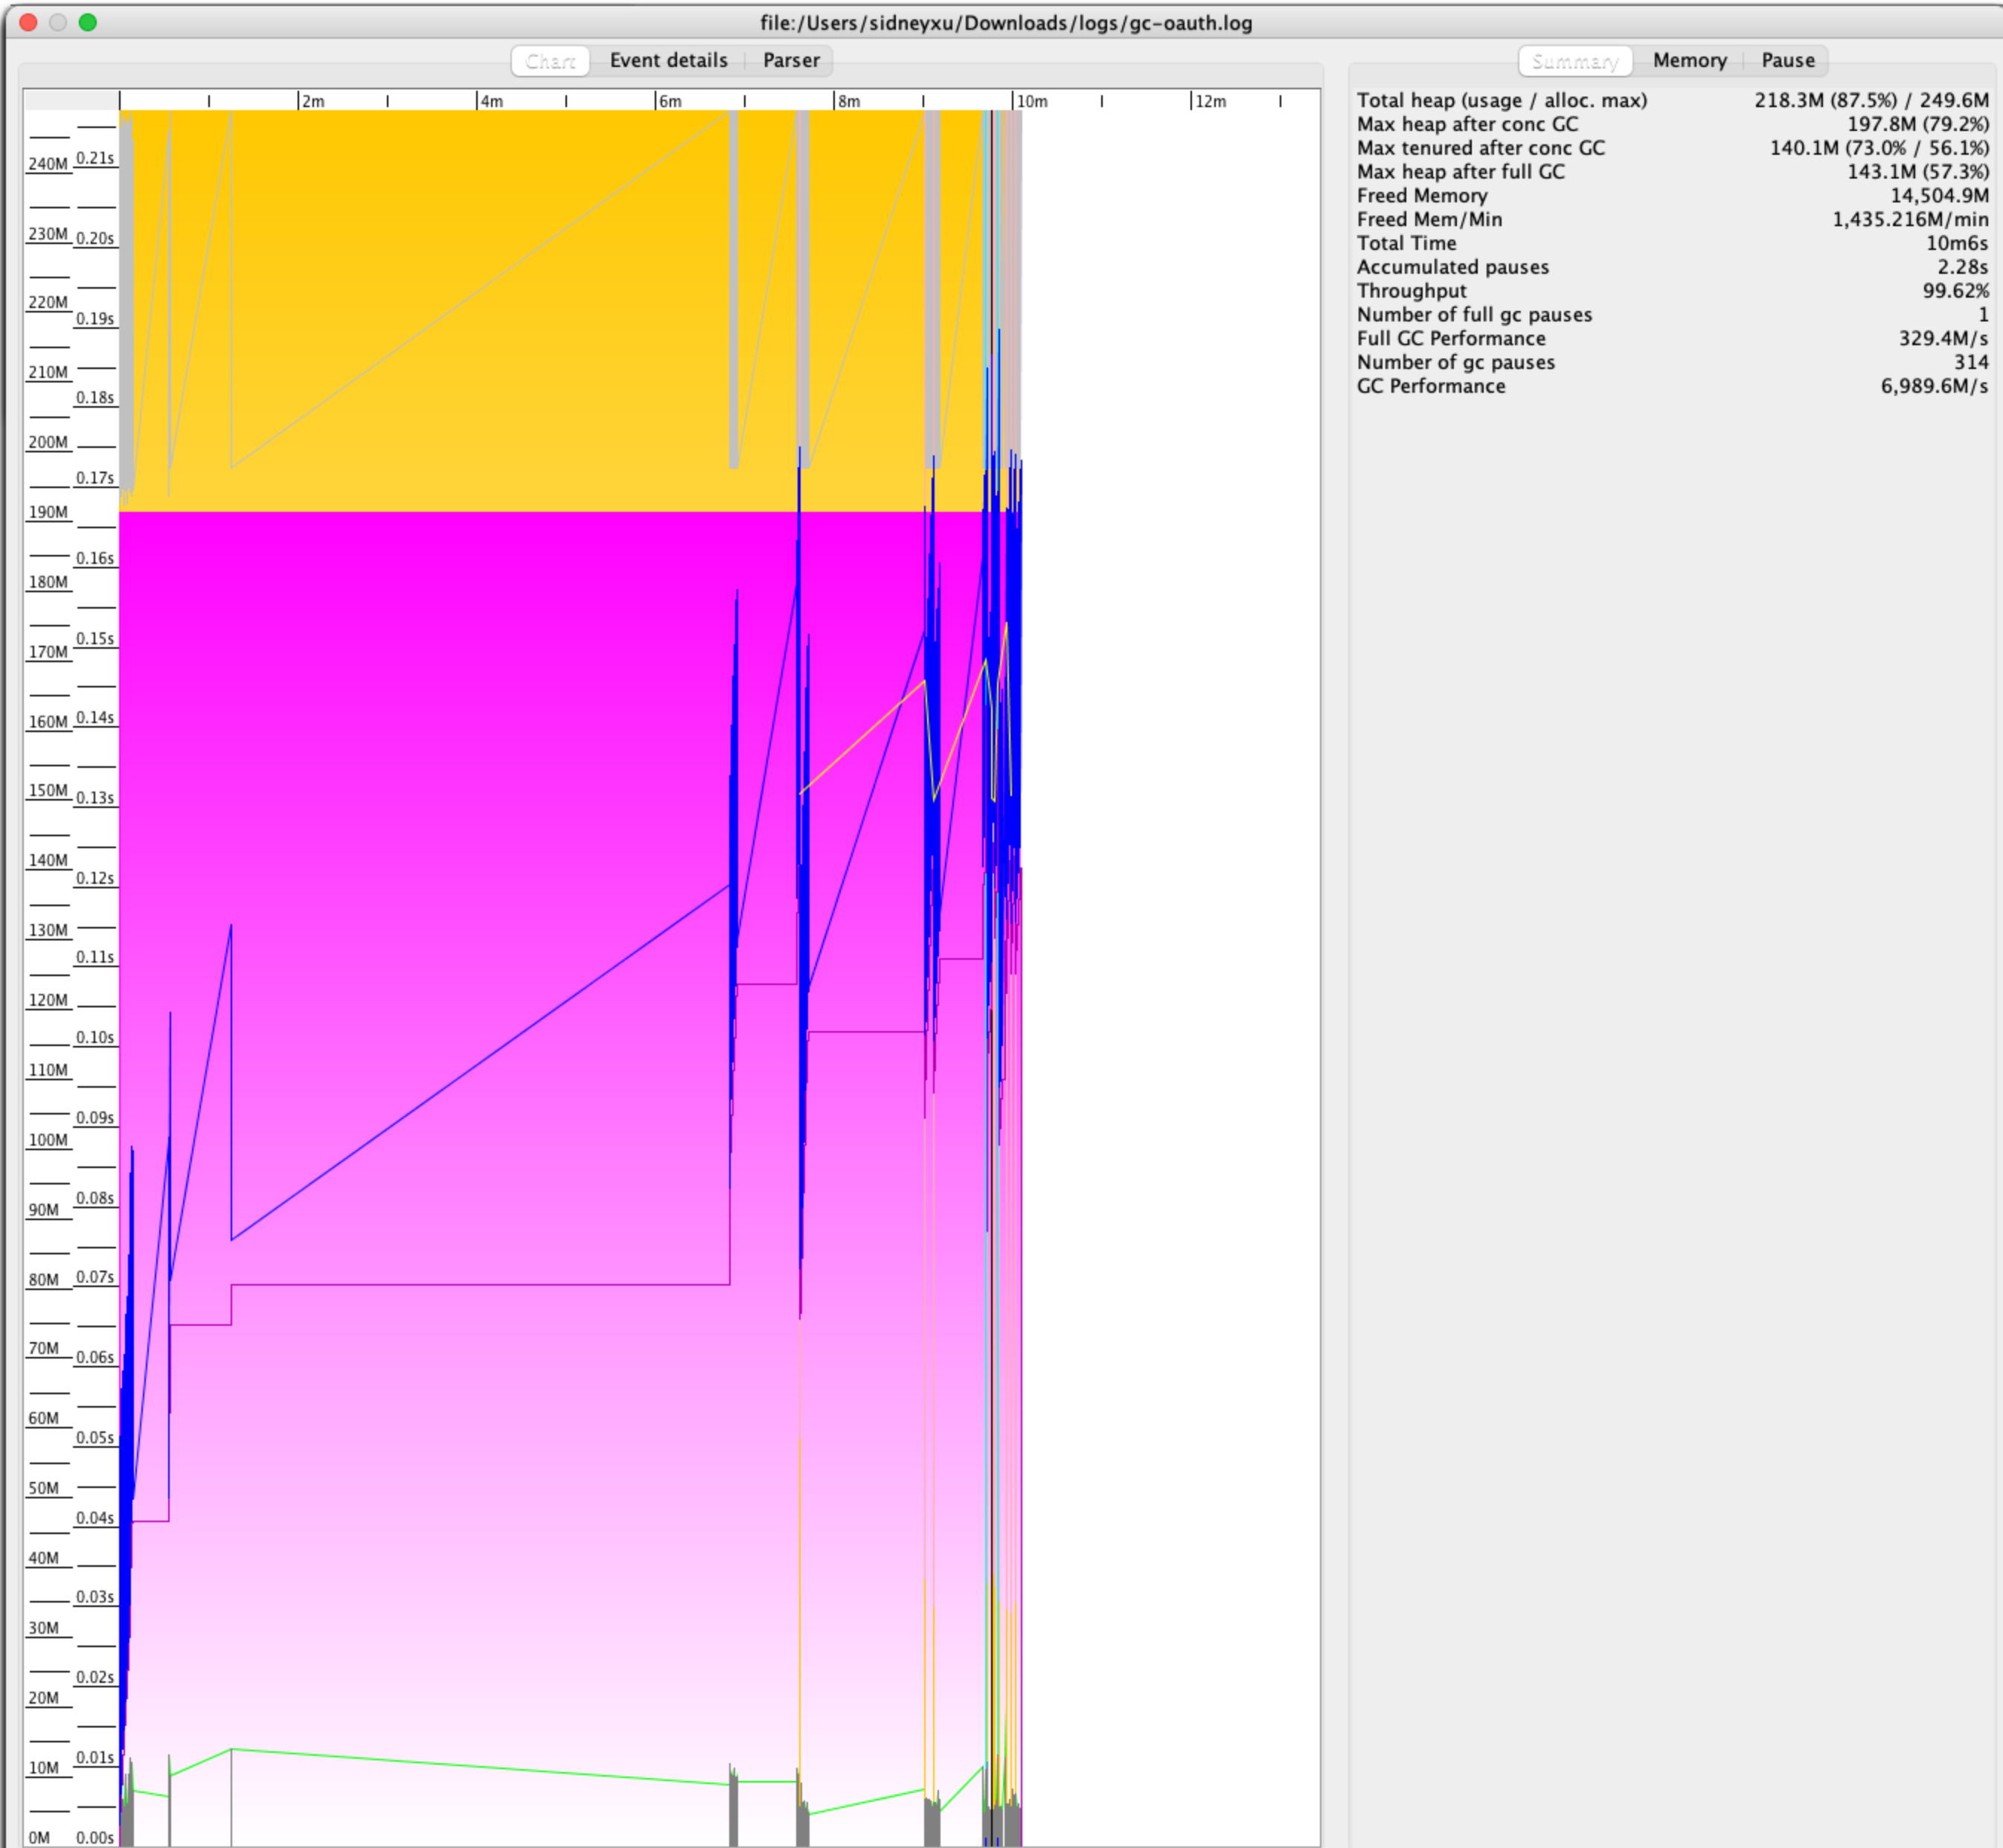 file:/Users/sidneyxu/Downloads/logs/gc-oauth.log
Chart Event details Parser
Summary Memory Pause
2m 4m 6m 8m 10m 12m
240M 0.21s
230M 0.20s
220M 0.19s
210M 0.18s
200M 0.17s
190M 0.16s
180M 0.15s
170M 0.14s
160M 0.13s
150M 0.12s
140M 0.11s
130M 0.10s
120M 0.09s
110M 0.08s
100M 0.07s
90M 0.06s
80M 0.05s
70M 0.04s
60M 0.03s
50M 0.02s
40M 0.01s
30M 0.00s
20M
10M
0M
Total heap (usage / alloc. max) 218.3M (87.5%) / 249.6M
Max heap after conc GC 197.8M (79.2%)
Max tenured after conc GC 140.1M (73.0% / 56.1%)
Max heap after full GC 143.1M (57.3%)
Freed Memory 14,504.9M
Freed Mem/Min 1,435.216M/min
Total Time 10m6s
Accumulated pauses 2.28s
Throughput 99.62%
Number of full gc pauses 1
Full GC Performance 329.4M/s
Number of gc pauses 314
GC Performance 6,989.6M/s